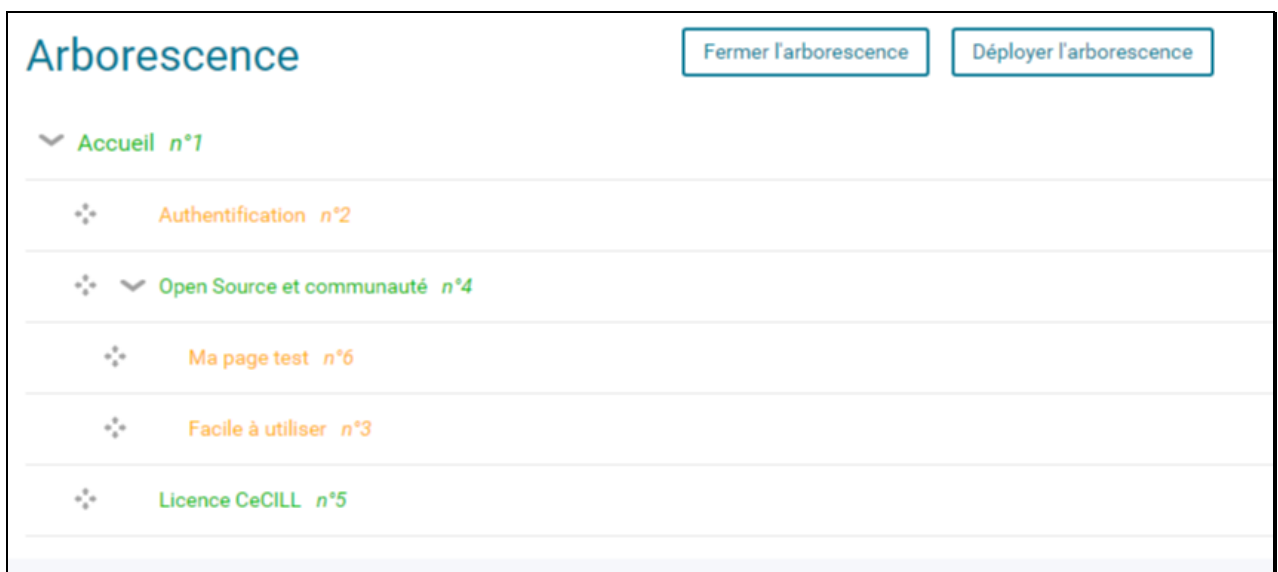 Arborescence
Fermer l'arborescence
Déployer l'arborescence
Accueil n°1
Authentification n°2
Open Source et communauté n°4
Ma page test n°6
Facile à utiliser n°3
Licence CeCILL n°5